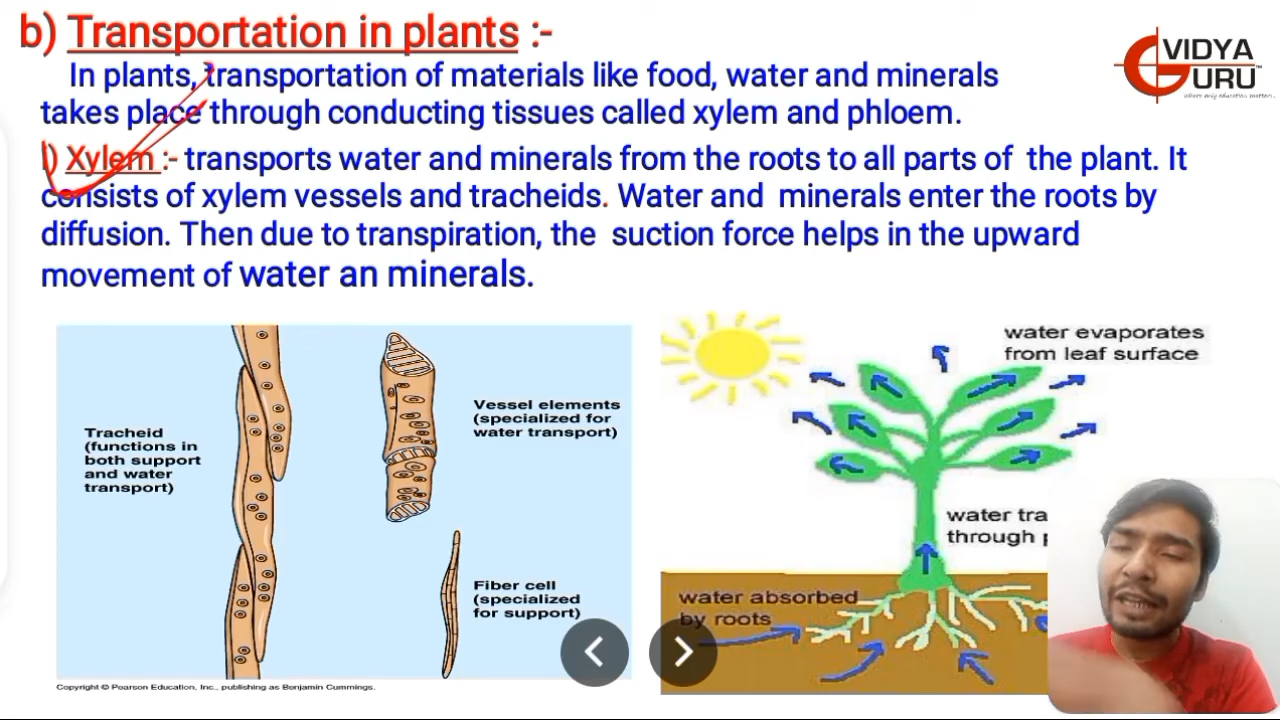 b) Transportation in plants :-
In plants, transportation of materials like food, water and minerals
takes place through conducting tissues called xylem and phloem.
I) Xylem :- transports water and minerals from the roots to all parts of the plant. It
consists of xylem vessels and tracheids. Water and minerals enter the roots by
diffusion. Then due to transpiration, the suction force helps in the upward
movement of water an minerals.
VIDYA
GURU™
where only education matters..
Tracheid
(functions in
both support
and water
transport)
Vessel elements
(specialized for
water transport)
Fiber cell
(specialized
for support)
Copyright © Pearson Education, Inc., publishing as Benjamin Cummings.
water evaporates
from leaf surface
water tra
through p
water absorbed
by roots